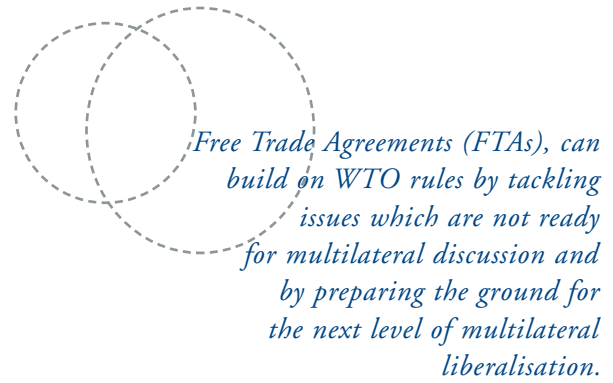 Free Trade Agreements (FTAs), can
build on WTO rules by tackling
issues which are not ready
for multilateral discussion and
by preparing the ground for
the next level of multilateral
liberalisation.